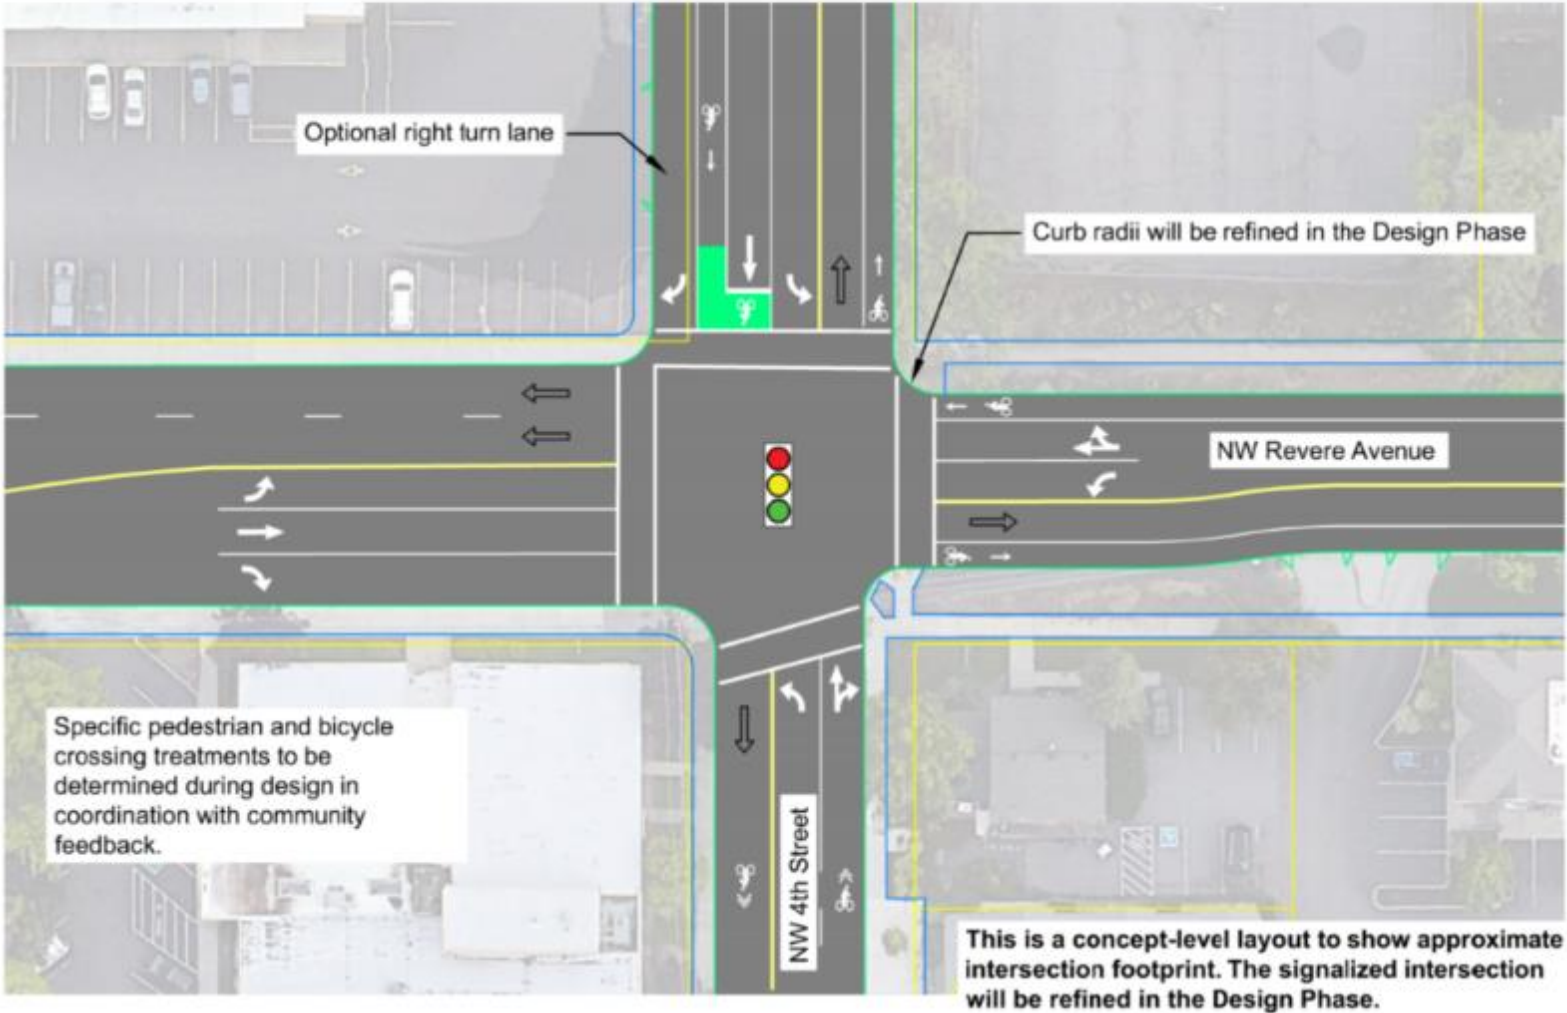 Optional right turn lane
Curb radii will be refined in the Design Phase
NW Revere Avenue
Specific pedestrian and bicycle
crossing treatments to be
determined during design in
coordination with community
feedback.
NW 4th Street
This is a concept-level layout to show approximate
intersection footprint. The signalized intersection
will be refined in the Design Phase.